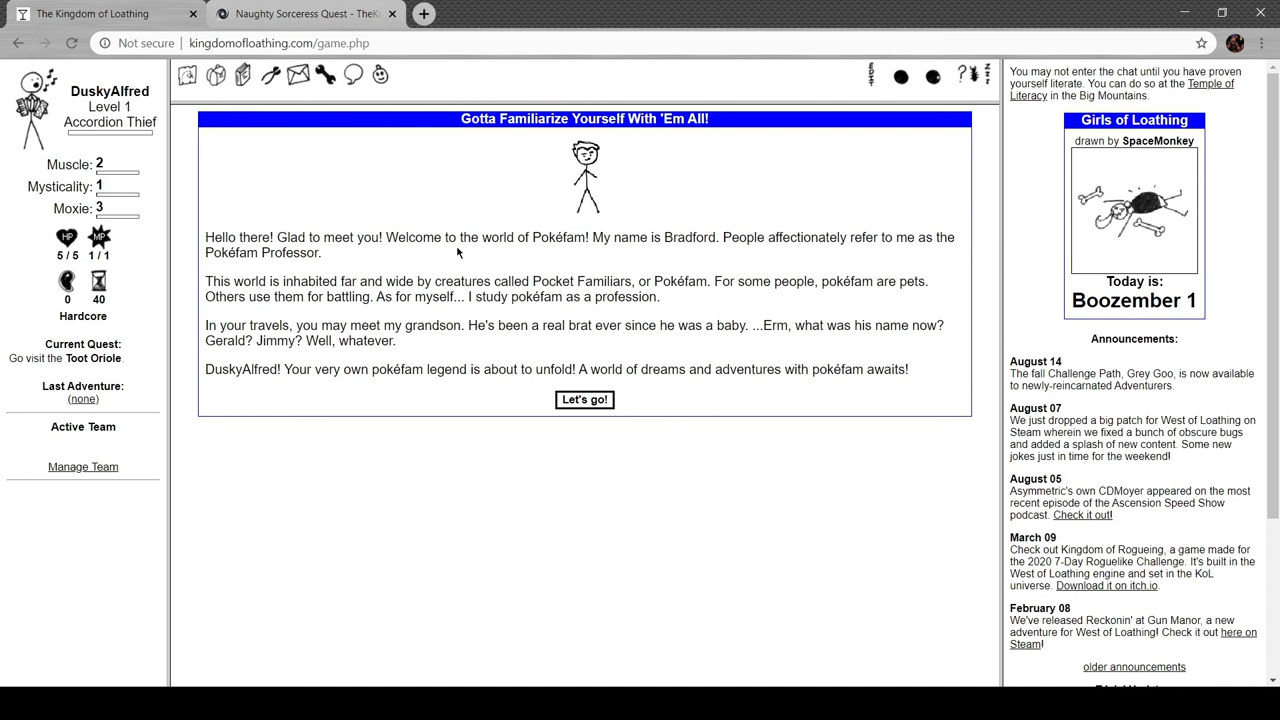 The Kingdom of Loathing
Naughty Sorceress Quest - TheK
Not secure
kingdomofloathing.com/game.php
DuskyAlfred
Level 1
Accordion Thief
Muscle: 2
Mysticality: 1
Moxie: 3
HP
MP
5 / 5
1 / 1
0
40
Hardcore
Current Quest:
Go visit the Toot Oriole.
Last Adventure:
(none)
Active Team
Manage Team
Gotta Familiarize Yourself With 'Em All!
Hello there! Glad to meet you! Welcome to the world of Pokéfam! My name is Bradford. People affectionately refer to me as the
Pokéfam Professor.
This world is inhabited far and wide by creatures called Pocket Familiars, or Pokéfam. For some people, pokéfam are pets.
Others use them for battling. As for myself... I study pokéfam as a profession.
In your travels, you may meet my grandson. He's been a real brat ever since he was a baby. ...Erm, what was his name now?
Gerald? Jimmy? Well, whatever.
DuskyAlfred! Your very own pokéfam legend is about to unfold! A world of dreams and adventures with pokéfam awaits!
Let's go!
You may not enter the chat until you have proven
yourself literate. You can do so at the Temple of
Literacy in the Big Mountains.
Girls of Loathing
drawn by SpaceMonkey
Today is:
Boozember 1
Announcements:
August 14
The fall Challenge Path, Grey Goo, is now available
to newly-reincarnated Adventurers.
August 07
We just dropped a big patch for West of Loathing on
Steam wherein we fixed a bunch of obscure bugs
and added a splash of new content. Some new
jokes just in time for the weekend!
August 05
Asymmetric's own CDMoyer appeared on the most
recent episode of the Ascension Speed Show
podcast. Check it out!
March 09
Check out Kingdom of Rogueing, a game made for
the 2020 7-Day Roguelike Challenge. It's built in the
West of Loathing engine and set in the KoL
universe. Download it on itch.io.
February 08
We've released Reckonin' at Gun Manor, a new
adventure for West of Loathing! Check it out here on
Steam!
older announcements